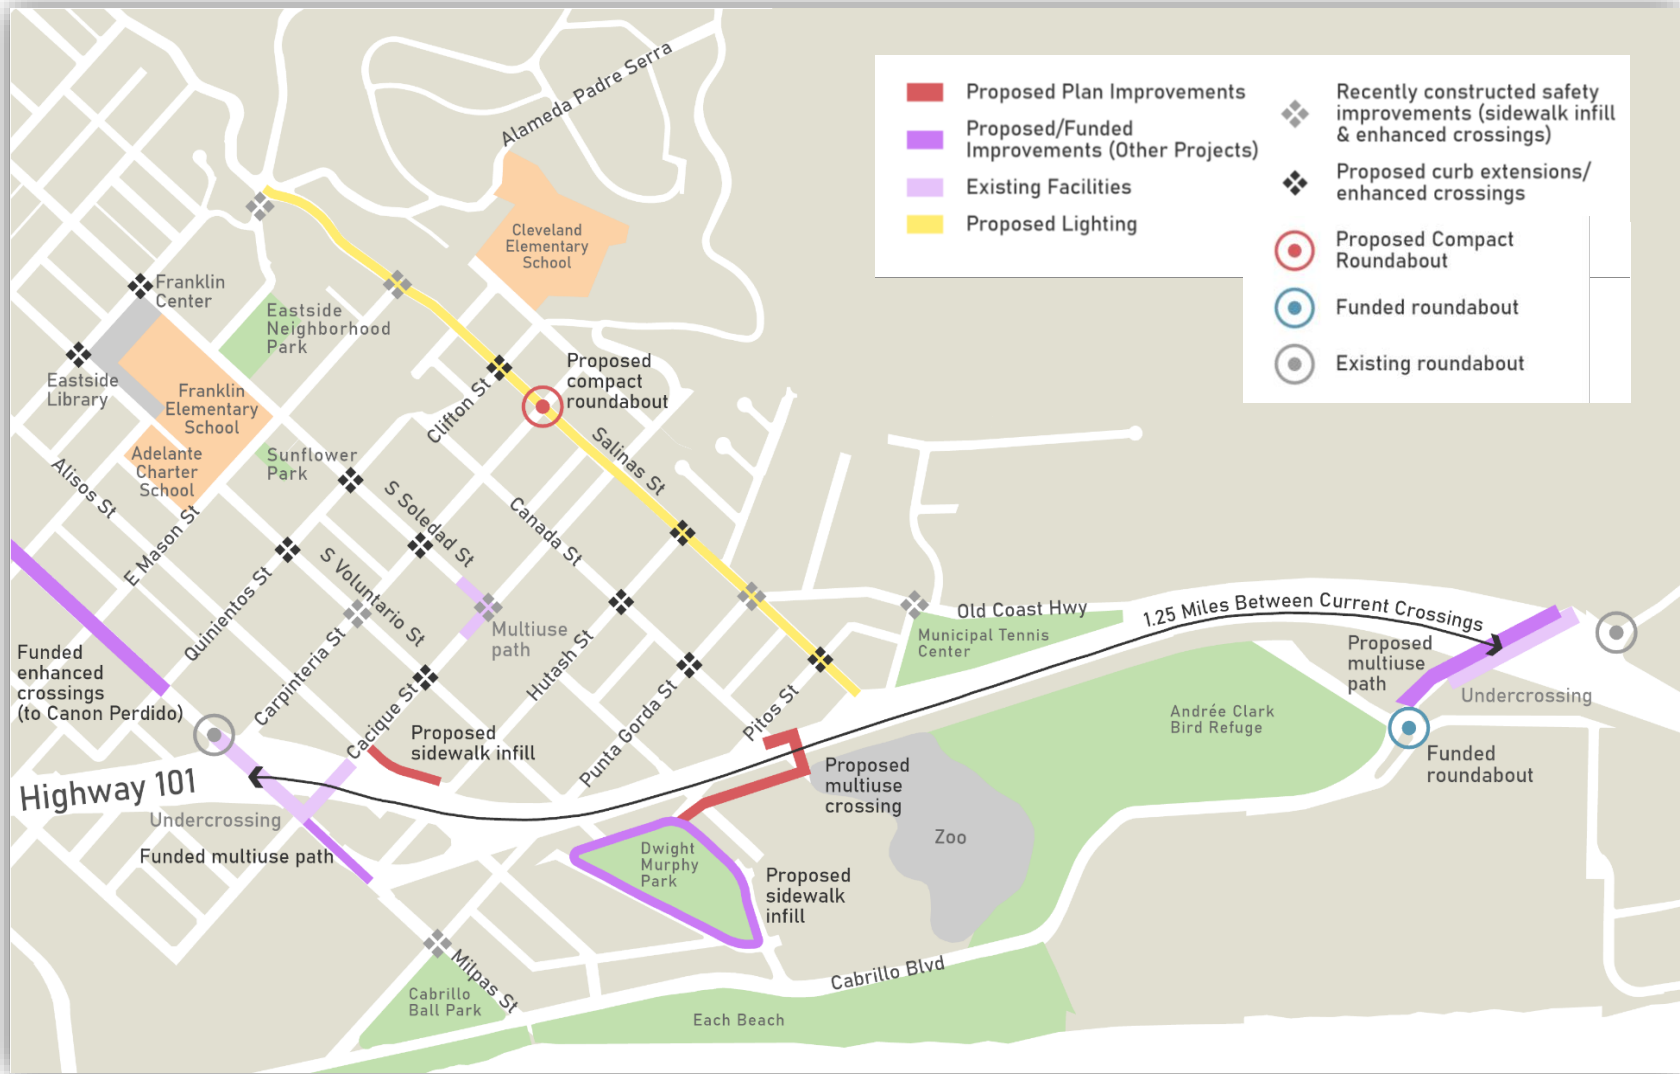 Alameda Padre Serra
Proposed Plan Improvements
Proposed/Funded
Improvements (Other Projects)
Existing Facilities
Proposed Lighting
Recently constructed safety
improvements (sidewalk infill
& enhanced crossings)
Proposed curb extensions/
enhanced crossings
Proposed Compact
Roundabout
Funded roundabout
Existing roundabout
Cleveland
Elementary
School
Franklin
Center
Eastside
Neighborhood
Park
Eastside
Library
Franklin
Elementary
School
Adelante
Charter
School
Sunflower
Park
Proposed
compact
roundabout
Clifton St
Salinas St
Alisos St
E Mason St
S Soledad St
Canada St
S Voluntario St
Quinientos St
Carpinteria St
Cacique St
Hutash St
Punta Gorda St
Pitos St
Multiuse
path
Funded
enhanced
crossings
(to Canon Perdido)
Proposed
sidewalk infill
Highway 101
Undercrossing
Funded multiuse path
Old Coast Hwy
Municipal Tennis
Center
1.25 Miles Between Current Crossings
Proposed
multiuse
path
Undercrossing
Andrée Clark
Bird Refuge
Funded
roundabout
Proposed
multiuse
crossing
Zoo
Dwight
Murphy
Park
Proposed
sidewalk
infill
Milpas St
Cabrillo
Ball Park
Cabrillo Blvd
Each Beach